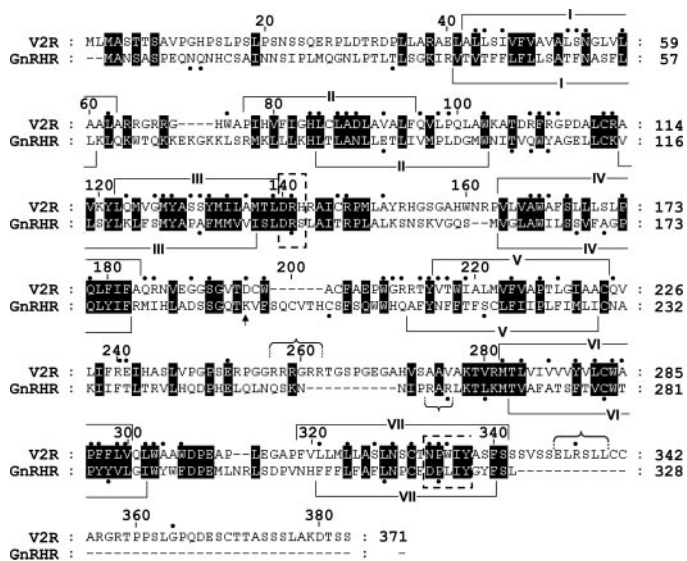 20 40 I
V2R : MLMASTTSAVPGHPSLPSLPSNSSQERPLDTRDPLLARAELALLSIVFVAVALSNGLVL : 59
GnRHR : --MANSASPEQNQNHCSAINNSIPLMQGNLPTLTLSGKIRVTVTFFLFLLSATFNASFL : 57
I
60 80 II 100
V2R : AALARRGRRG----HWAPIHVFIGHLCLADLAVALFQVLPQLAWKATDRFRGPDALCRA : 114
GnRHR : LKLQKWTQKKEKGKKLSRMKLLLKHLTLANLLETLIVMPLDGMWNITVQWYAGELLCKV : 116
II
120 III 140 160 IV
V2R : VKYLQMVGMYASSYMILAMTLDRHRAICRPMLAYRHGSGAHWNRPVLVAWAFSLLLSLP : 173
GnRHR : LSYLKLFSMYAPAFMMVVISLDRSLAITRPLALKSNSKVGQS--MVGLAWILSSVFAGP : 173
III IV
180 200 V 220
V2R : QLFIFAQRNVEGGSGVTDCW------ACFAEPWGRRTYVTWIALMVFVAPTLGIAACQV : 226
GnRHR : QLYIFRMIHLADSSGQTKVFSQCVTHCSFSQWWHQAFYNFFTFSCLFIIPLFIMLICNA : 232
V
240 260 280 VI
V2R : LIFREIHASLVPGPSERPGGRRRGRRTGSPGEGAHVSAAVAKTVRMTLVIVVVYVLCWA : 285
GnRHR : KIIFTLTRVLHQDPHELQLNQSKN----------NIPRARLKTLKMTVAFATSFTVCWT : 281
VI
300 VII 340
V2R : PFFLVQLWAAWDPEAP--LEGAPFVLLMLLASLNSCTNPWIYASFSSSVSSELRSLLCC : 342
GnRHR : PYYVLGIWYWFDPEMLNRLSDPVNHFFFLFAFLNPCFDPLIYGYFSL------------ : 328
VII
360 380
V2R : ARGRTPPSLGPQDESCTTASSSLAKDTSS : 371
GnRHR : ----------------------------- : -